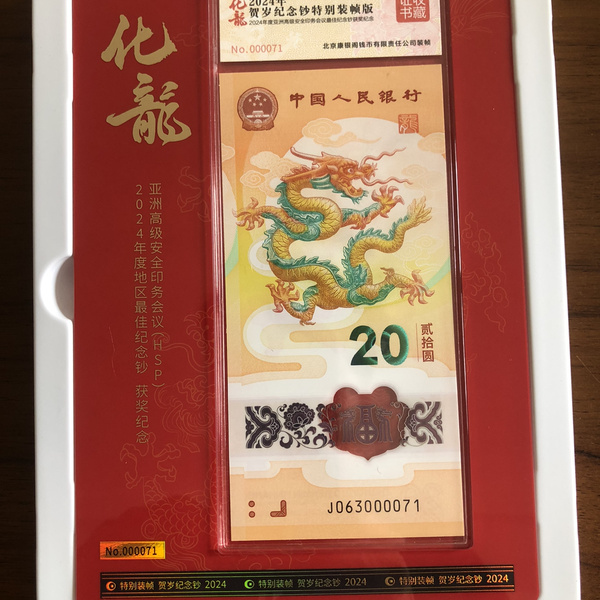 化龍
2024年
贺岁纪念钞特别装帧版
2024年度亚洲高级安全印务会议最佳纪念钞获奖纪念
No.000071
北京康银阁钱币有限责任公司装帧
收藏
证书
化龍
亚洲高级安全印务会议(HSP)
2024年度地区最佳纪念钞 获奖纪念
中国人民银行
20
贰拾圆
J063000071
No.000071
特别装帧 贺岁纪念钞 2024
特别装帧 贺岁纪念钞 2024
特别装帧 贺岁纪念钞 2024